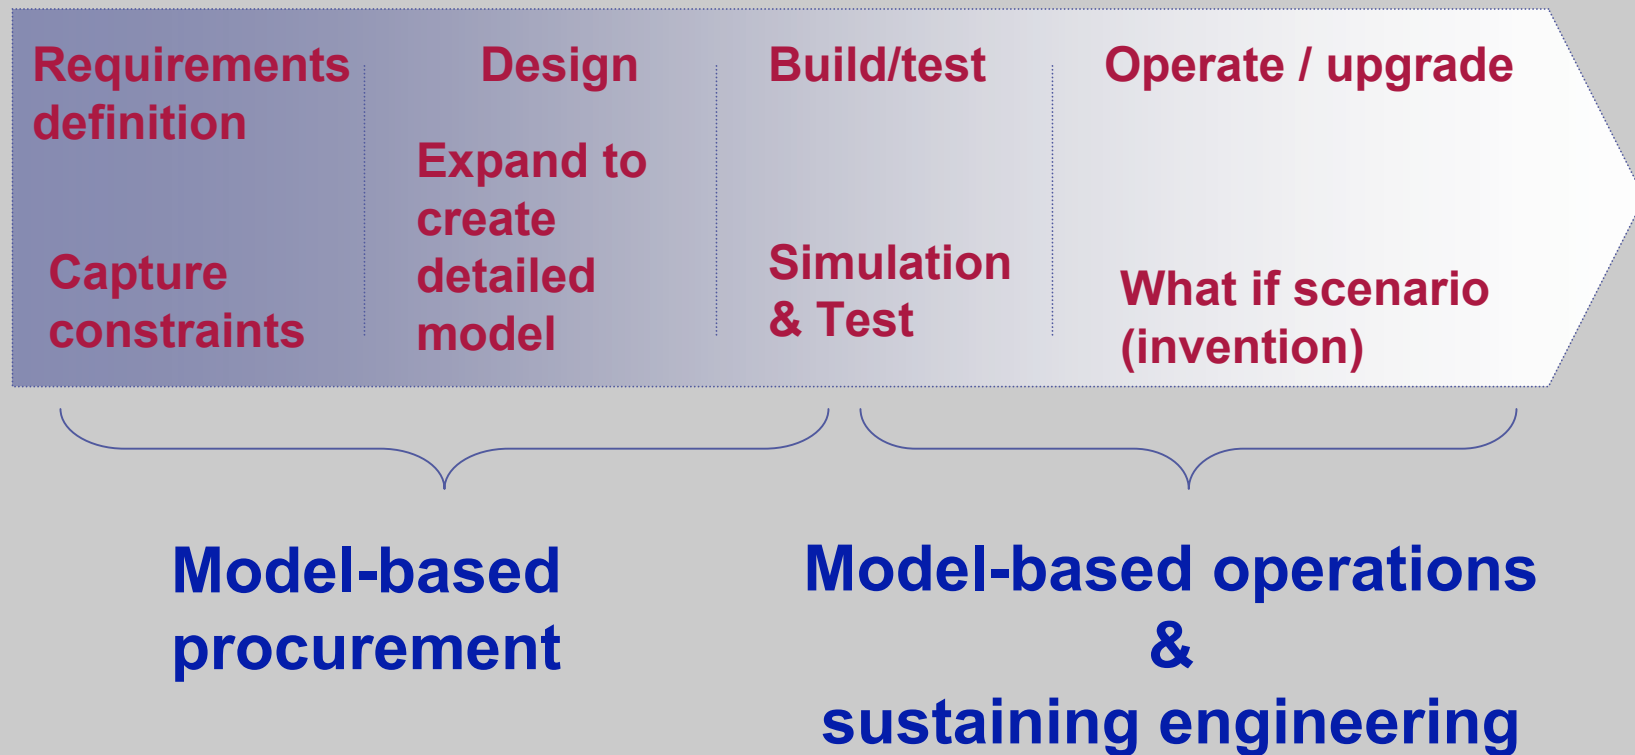 Requirements
definition
Capture
constraints
Design
Expand to
create
detailed
model
Build/test
Simulation
& Test
Operate / upgrade
What if scenario
(invention)
Model-based
procurement
Model-based operations
&
sustaining engineering